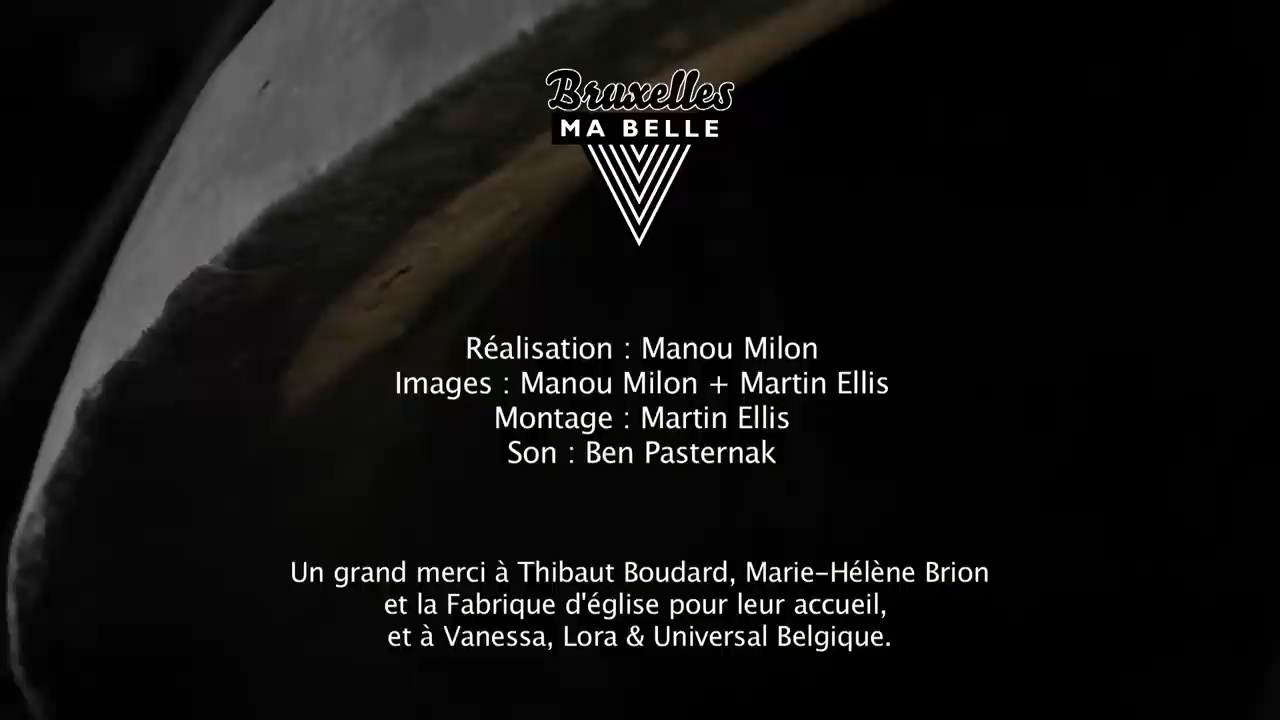 Bruxelles
MA BELLE
Réalisation : Manou Milon
Images : Manou Milon + Martin Ellis
Montage : Martin Ellis
Son : Ben Pasternak
Un grand merci à Thibaut Boudard, Marie-Hélène Brion
et la Fabrique d'église pour leur accueil,
et à Vanessa, Lora & Universal Belgique.